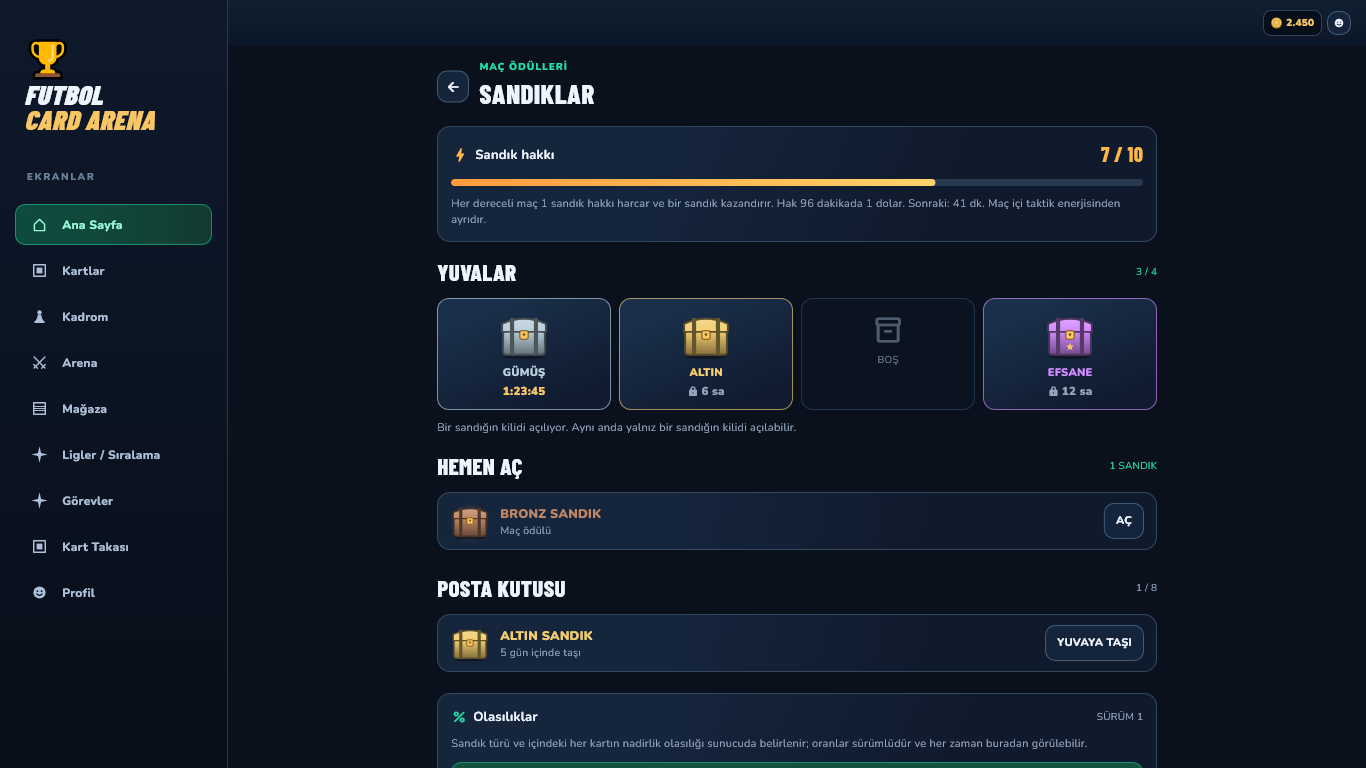 2.450
FUTBOL
CARD ARENA
EKRANLAR
Ana Sayfa
Kartlar
Kadrom
Arena
Mağaza
Ligler / Sıralama
Görevler
Kart Takası
Profil
MAÇ ÖDÜLLERİ
SANDIKLAR
Sandık hakkı
7 / 10
Her dereceli maç 1 sandık hakkı harcar ve bir sandık kazandırır. Hak 96 dakikada 1 dolar. Sonraki: 41 dk. Maç içi taktik enerjisinden
ayrıdır.
YUVALAR
3 / 4
GÜMÜŞ
1:23:45
ALTIN
6 sa
BOŞ
EFSANE
12 sa
Bir sandığın kilidi açılıyor. Aynı anda yalnız bir sandığın kilidi açılabilir.
HEMEN AÇ
1 SANDIK
BRONZ SANDIK
Maç ödülü
AÇ
POSTA KUTUSU
1 / 8
ALTIN SANDIK
5 gün içinde taşı
YUVAYA TAŞI
Olasılıklar
SÜRÜM 1
Sandık türü ve içindeki her kartın nadirlik olasılığı sunucuda belirlenir; oranlar sürümlüdür ve her zaman buradan görülebilir.